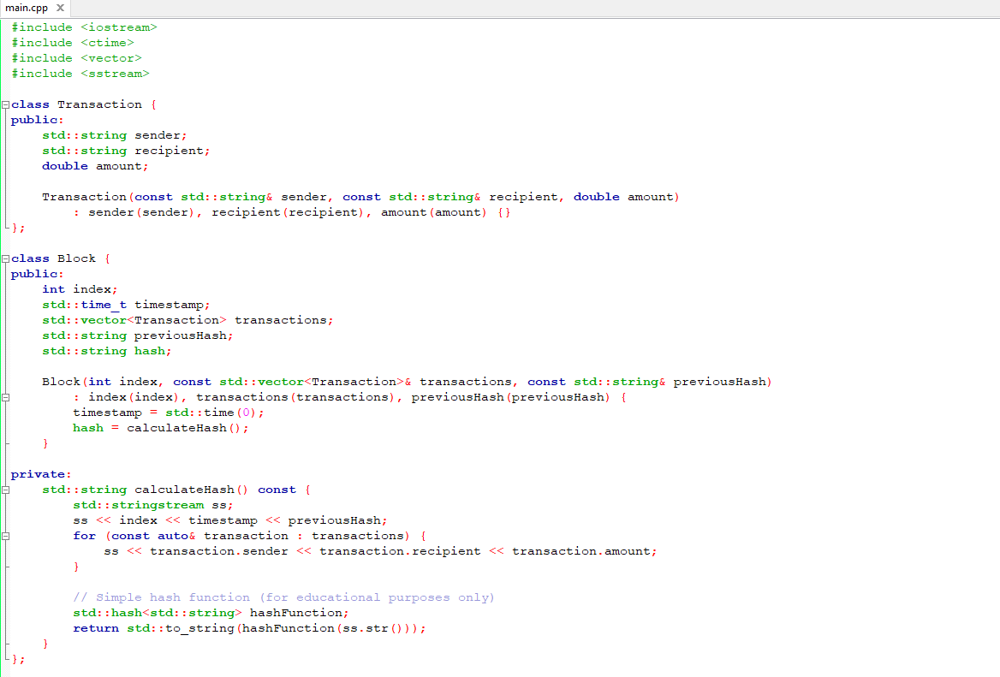 main.cpp X
#include <iostream>
#include <ctime>
#include <vector>
#include <sstream>

class Transaction {
public:
    std::string sender;
    std::string recipient;
    double amount;

    Transaction(const std::string& sender, const std::string& recipient, double amount)
        : sender(sender), recipient(recipient), amount(amount) {}
};

class Block {
public:
    int index;
    std::time_t timestamp;
    std::vector<Transaction> transactions;
    std::string previousHash;
    std::string hash;

    Block(int index, const std::vector<Transaction>& transactions, const std::string& previousHash)
        : index(index), transactions(transactions), previousHash(previousHash) {
        timestamp = std::time(0);
        hash = calculateHash();
    }

private:
    std::string calculateHash() const {
        std::stringstream ss;
        ss << index << timestamp << previousHash;
        for (const auto& transaction : transactions) {
            ss << transaction.sender << transaction.recipient << transaction.amount;
        }

        // Simple hash function (for educational purposes only)
        std::hash<std::string> hashFunction;
        return std::to_string(hashFunction(ss.str()));
    }
};